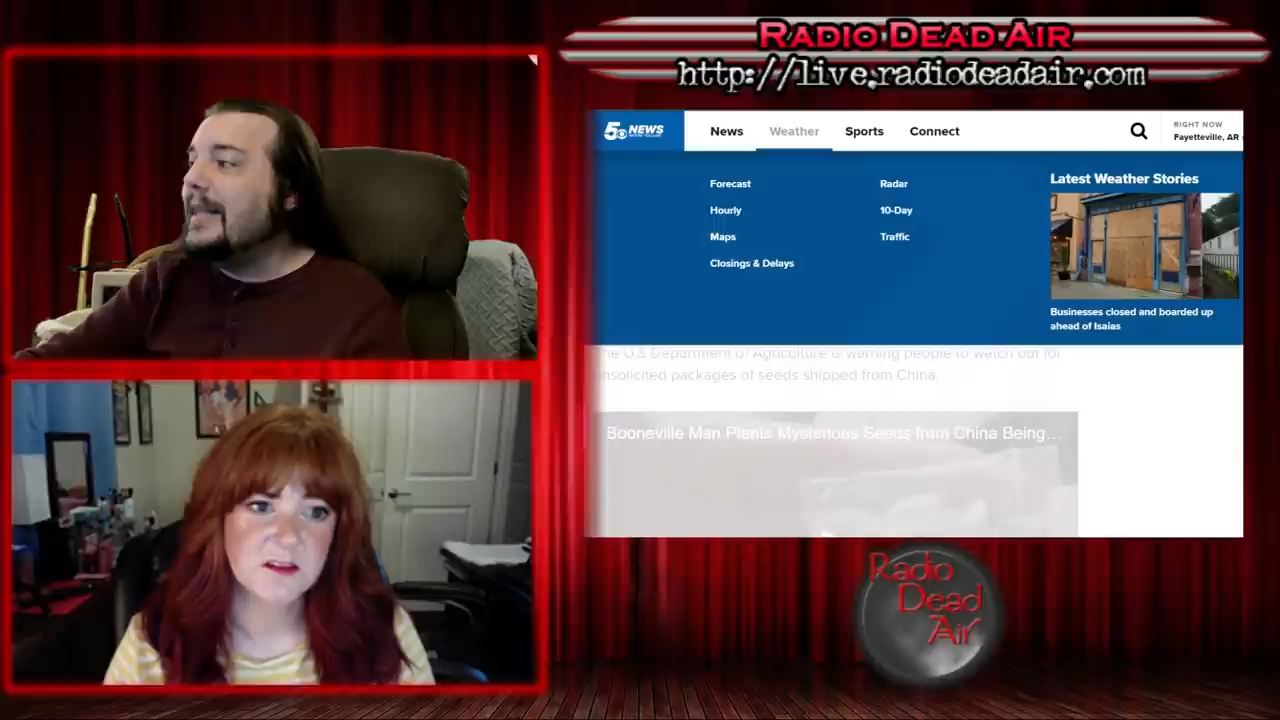 RADIO DEAD AIR
http://live.radiodeadair.com
5 NEWS
News
Weather
Sports
Connect
RIGHT NOW
Fayetteville, AR
Forecast
Radar
Hourly
10-Day
Maps
Traffic
Closings & Delays
Latest Weather Stories
Businesses closed and boarded up
ahead of Isaias
The U.S Department of Agriculture is warning people to watch out for
unsolicited packages of seeds shipped from China.
Booneville Man Plants Mysterious Seeds from China Being...
Radio
Dead
Air